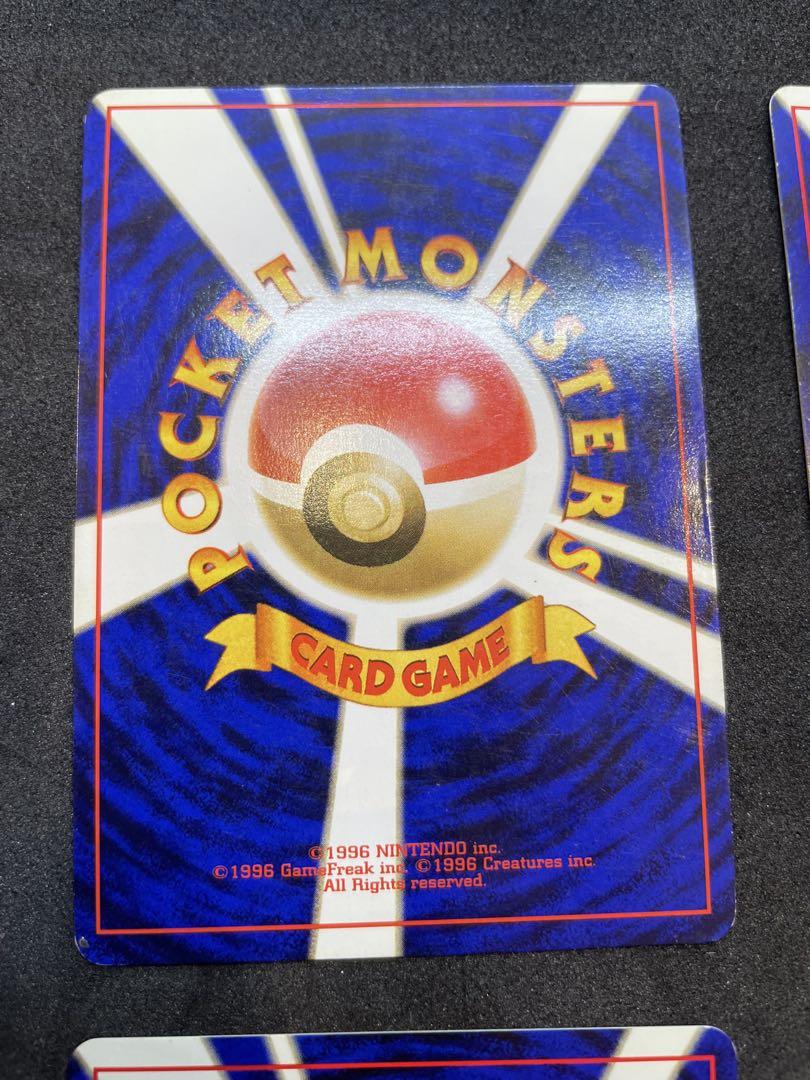 POCKET MONSTERS
CARD GAME
©1996 NINTENDO inc.
©1996 GameFreak inc. ©1996 Creatures inc.
All Rights reserved.